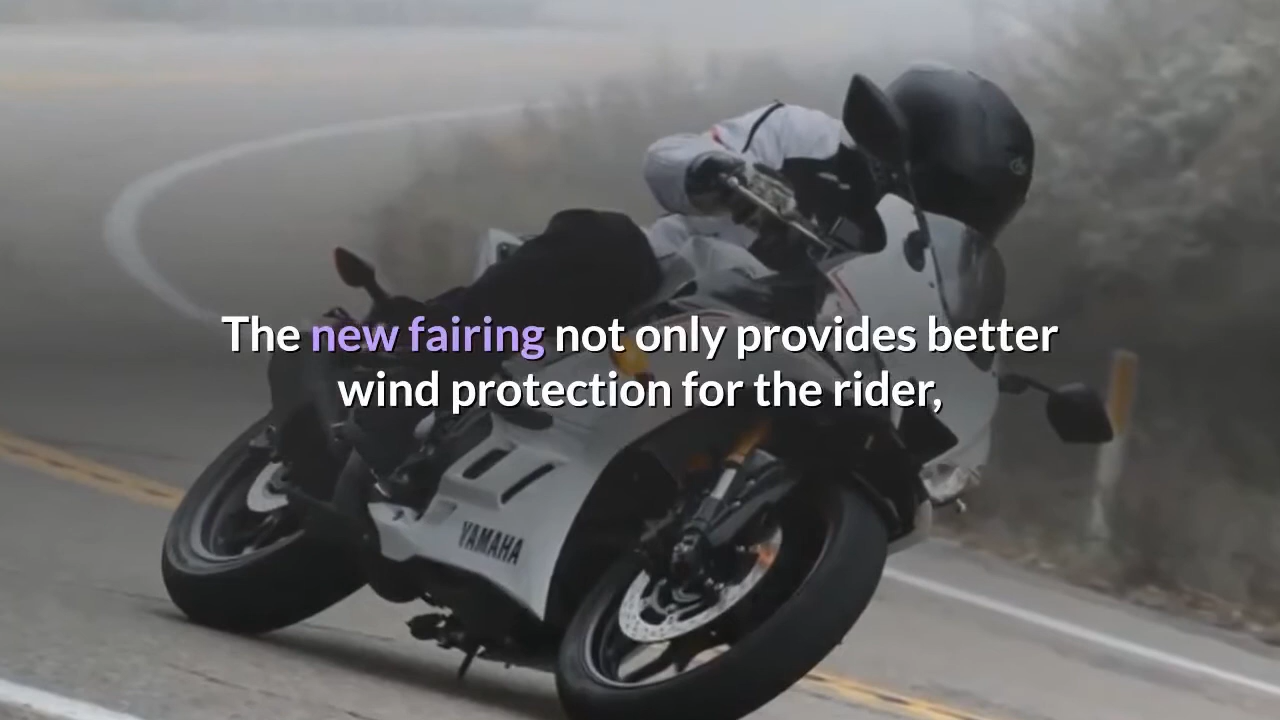 The new fairing not only provides better
wind protection for the rider,
YAMAHA